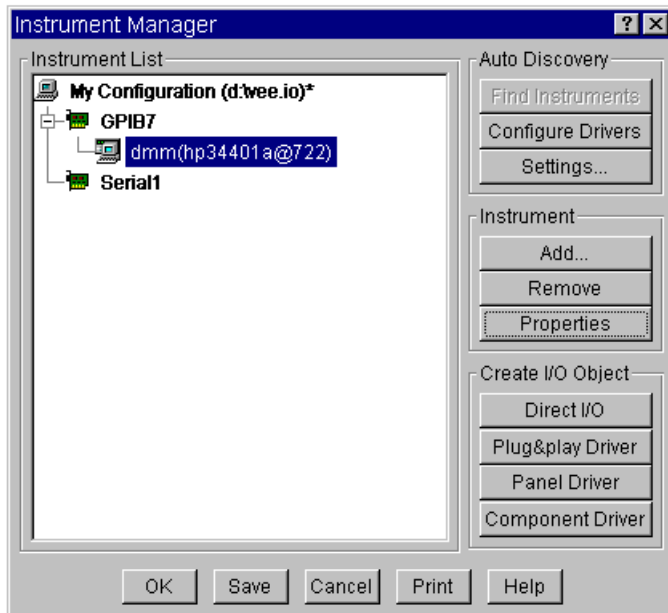 Instrument Manager
Instrument List
My Configuration (d:\vee.io)*
GPIB7
dmm(hp34401a@722)
Serial1
Auto Discovery
Find Instruments
Configure Drivers
Settings...
Instrument
Add...
Remove
Properties
Create I/O Object
Direct I/O
Plug&play Driver
Panel Driver
Component Driver
OK
Save
Cancel
Print
Help